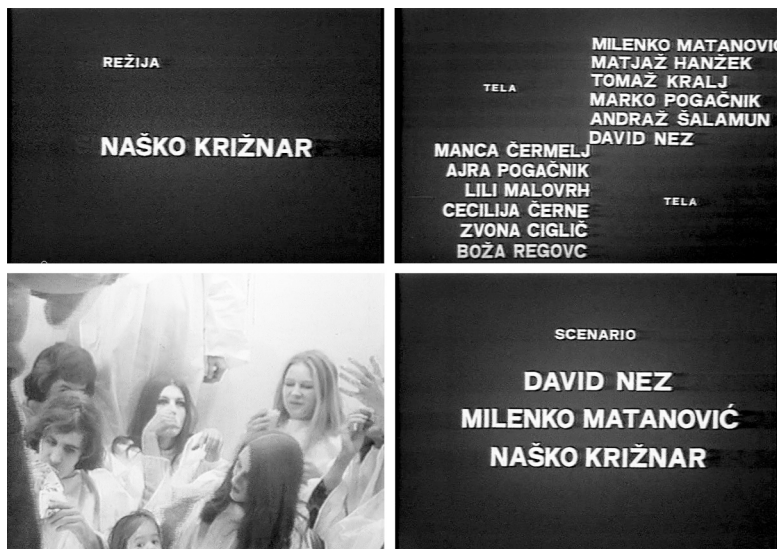 REŽIJA
NAŠKO KRIŽNAR
TELA
MILENKO MATANOVIĆ
MATJAŽ HANŽEK
TOMAŽ KRALJ
MARKO POGAČNIK
ANDRAŽ ŠALAMUN
DAVID NEZ
MANCA ČERMELJ
AJRA POGAČNIK
LILI MALOVRH
CECILIJA ČERNE
ZVONA CIGLIČ
BOŽA REGOVC
TELA
SCENARIO
DAVID NEZ
MILENKO MATANOVIĆ
NAŠKO KRIŽNAR